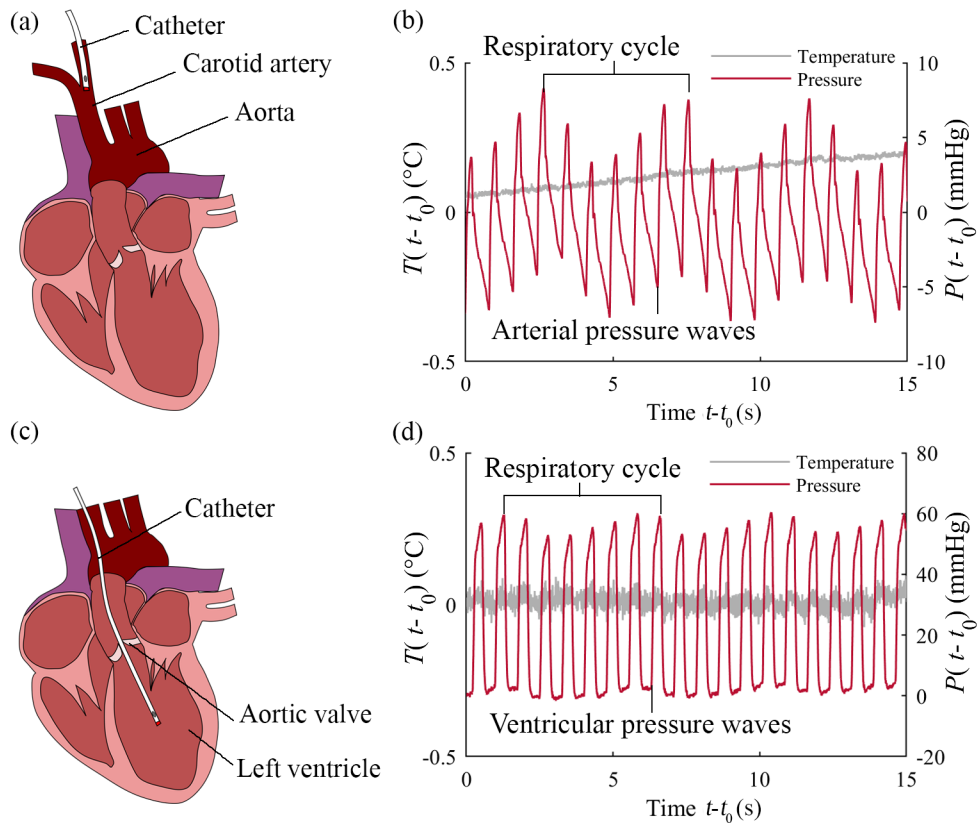 (a)
Catheter
Carotid artery
Aorta
(b)
Respiratory cycle
Temperature
Pressure
0.5
0
-0.5
T(t-t0) (°C)
10
5
0
-5
-10
P(t-t0) (mmHg)
Arterial pressure waves
0
5
10
15
Time t-t0(s)
(c)
Catheter
Aortic valve
Left ventricle
(d)
Respiratory cycle
Temperature
Pressure
0.5
0
-0.5
T(t-t0) (°C)
80
60
40
20
0
-20
P(t-t0) (mmHg)
Ventricular pressure waves
0
5
10
15
Time t-t0(s)